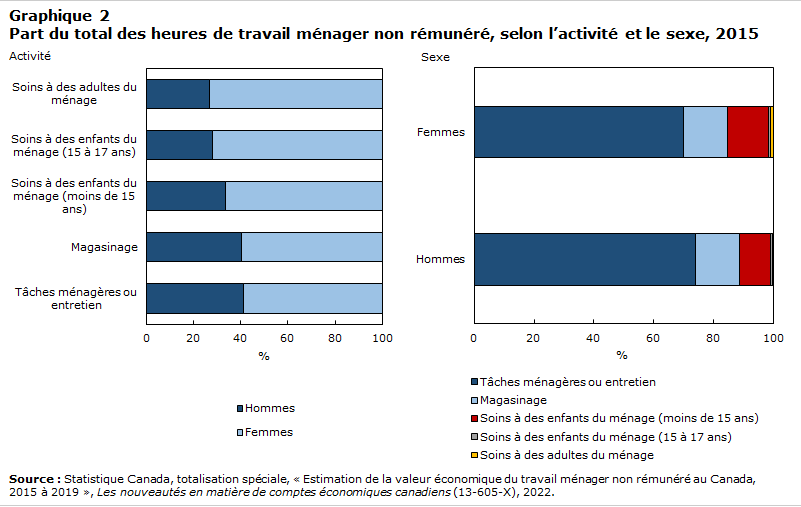 Graphique 2
Part du total des heures de travail ménager non rémunéré, selon l’activité et le sexe, 2015
Activité
Soins à des adultes du
ménage
Soins à des enfants du
ménage (15 à 17 ans)
Soins à des enfants du
ménage (moins de 15
ans)
Magasinage
Tâches ménagères ou
entretien
0 20 40 60 80 100
%
Hommes
Femmes
Sexe
Femmes
Hommes
0 20 40 60 80 100
%
Tâches ménagères ou entretien
Magasinage
Soins à des enfants du ménage (moins de 15 ans)
Soins à des enfants du ménage (15 à 17 ans)
Soins à des adultes du ménage
Source : Statistique Canada, totalisation spéciale, « Estimation de la valeur économique du travail ménager non rémunéré au Canada,
2015 à 2019 », Les nouveautés en matière de comptes économiques canadiens (13-605-X), 2022.